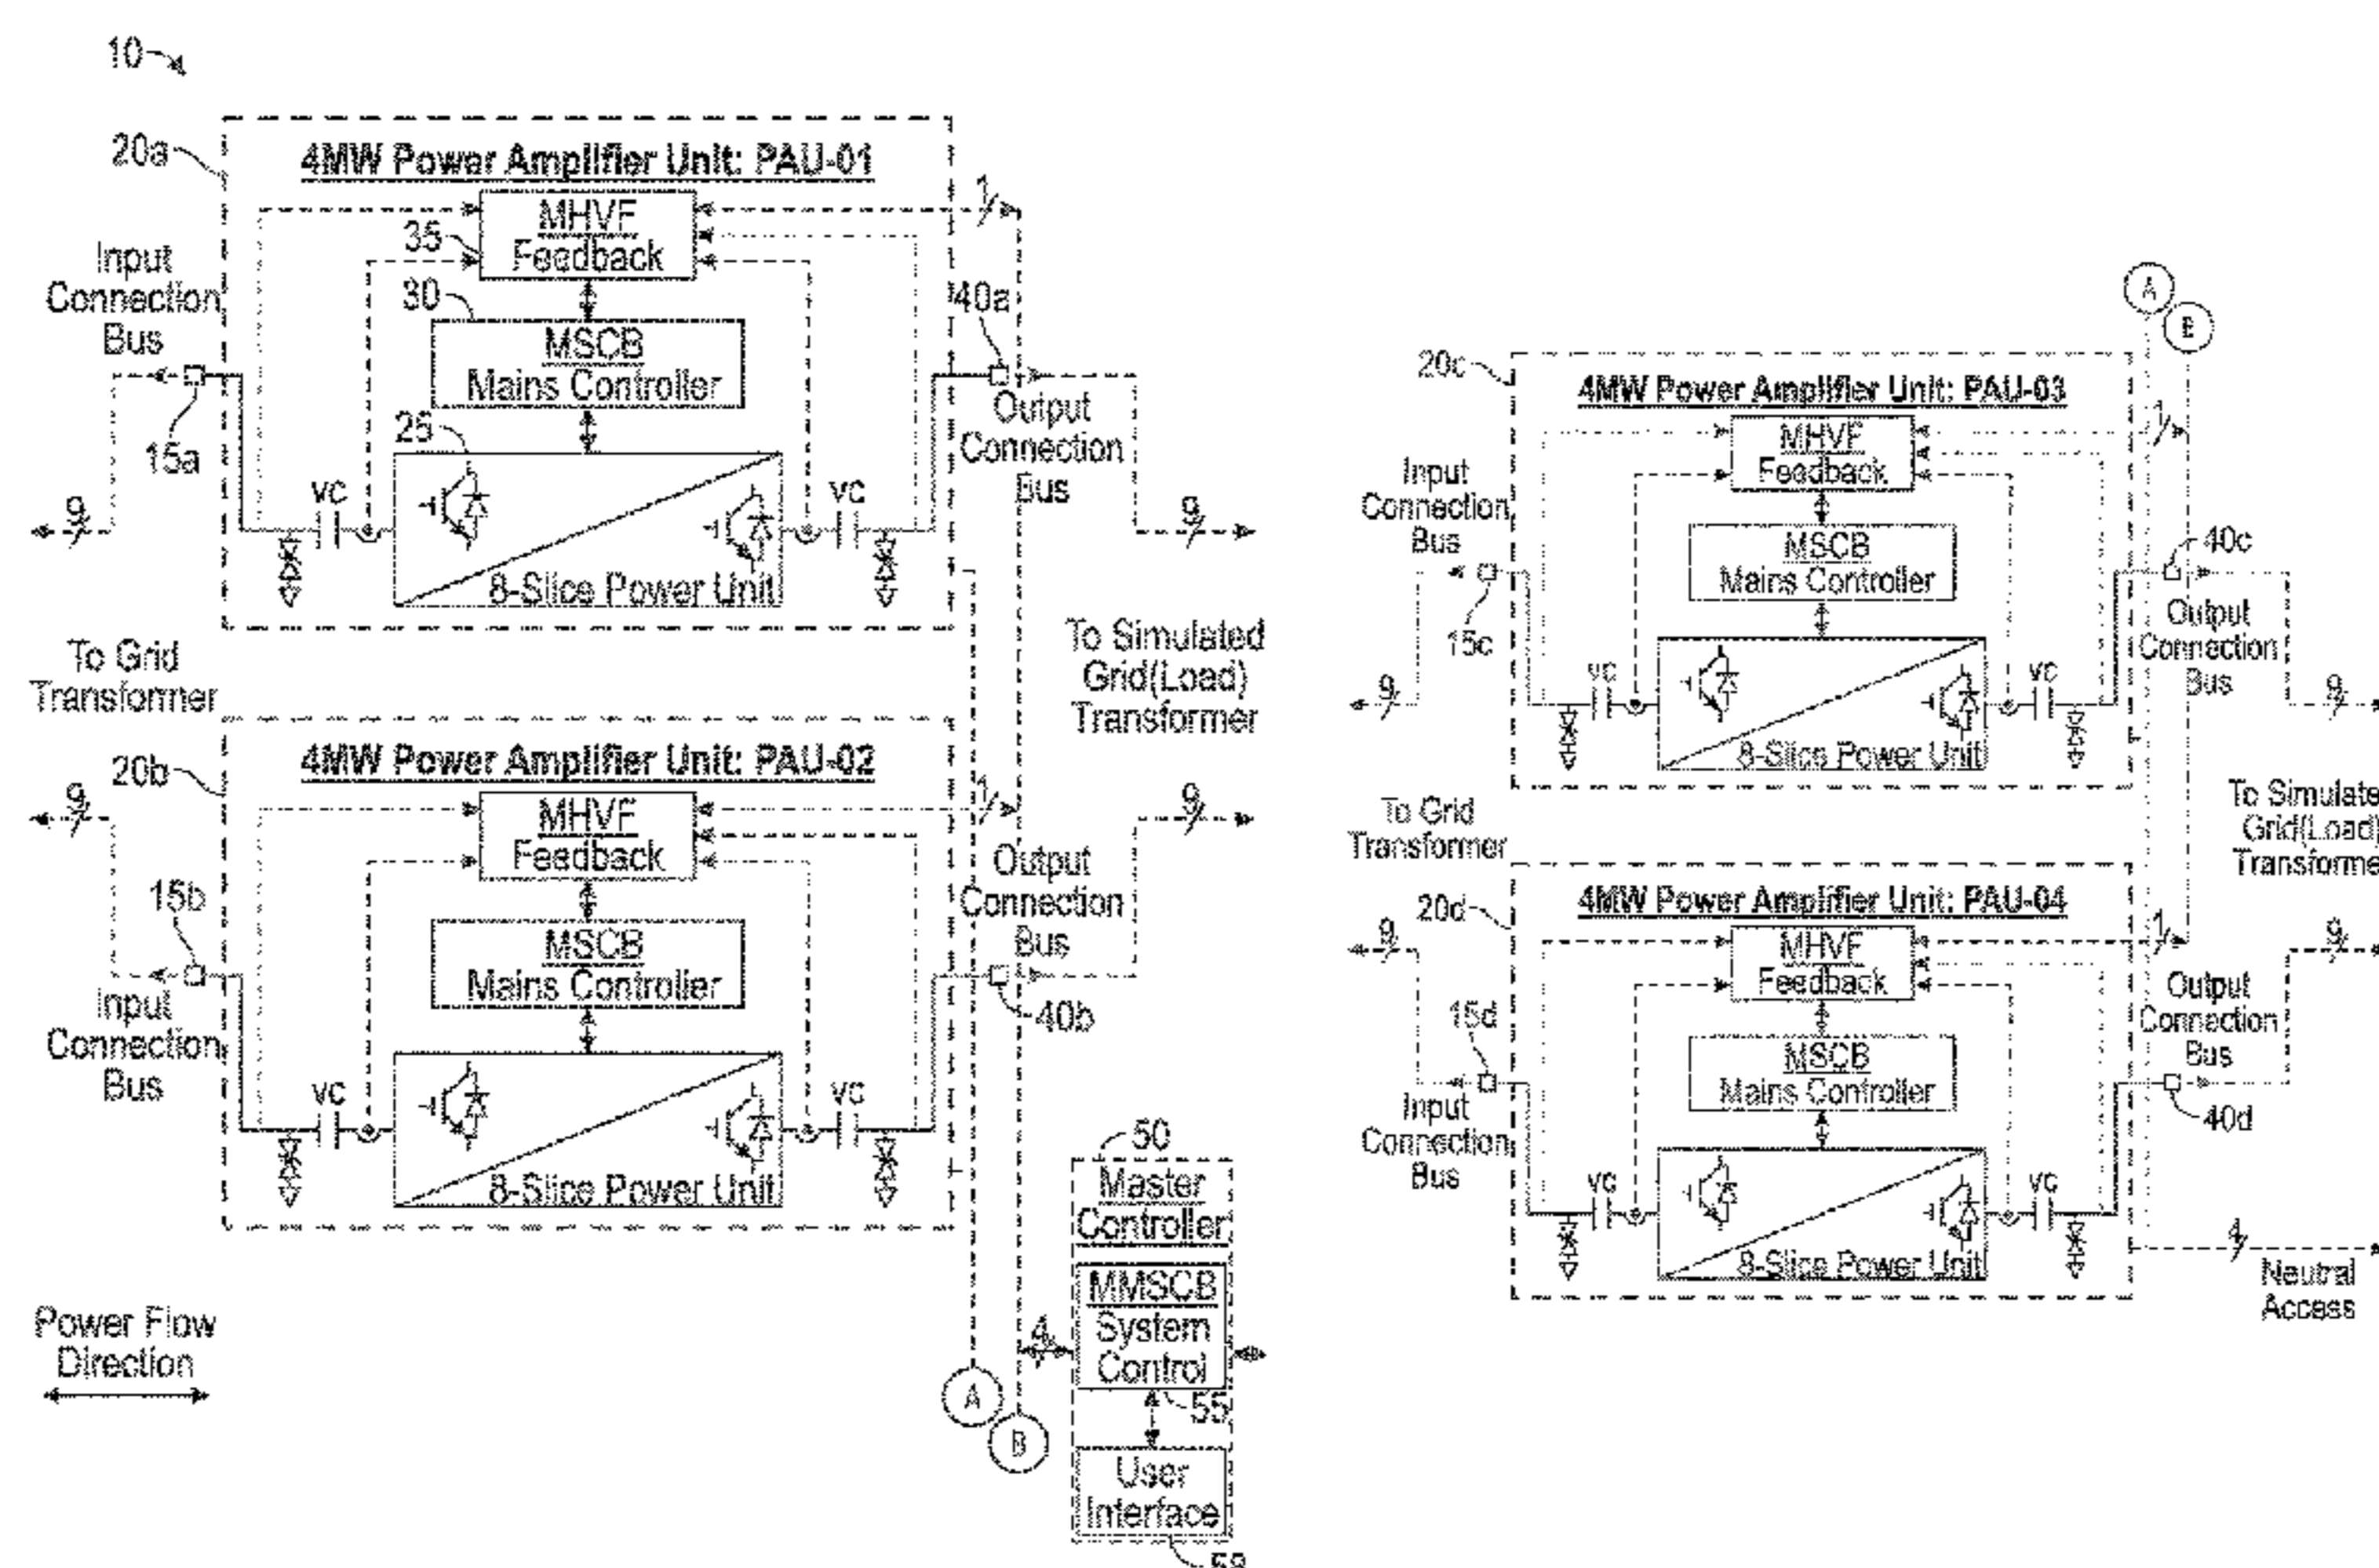 10
20a
4MW Power Amplifier Unit: PAU-01
MHVF
Feedback
35
1
Input
Connection
Bus
30
MSCB
Mains Controller
40a
Output
Connection
Bus
15a
25
9
VC
VC
9
8-Slice Power Unit
To Grid
Transformer
To Simulated
Grid(Load)
Transformer
20b
4MW Power Amplifier Unit: PAU-02
9
MHVF
Feedback
1
9
Output
Connection
Bus
15b
MSCB
Mains Controller
Input
Connection
Bus
40b
VC
VC
8-Slice Power Unit
50
Master
Controller
MMSCB
System
Control
4
55
User
Interface
58
Power Flow
Direction
A
B
A
B
20c
4MW Power Amplifier Unit: PAU-03
1
MHVF
Feedback
Input
Connection
Bus
MSCB
Mains Controller
40c
Output
Connection
Bus
15c
9
VC
VC
9
8-Slice Power Unit
To Grid
Transformer
To Simulate
Grid(Load)
Transforme
20d
4MW Power Amplifier Unit: PAU-04
9
MHVF
Feedback
1
9
Output
Connection
Bus
15d
MSCB
Mains Controller
Input
Connection
Bus
40d
VC
VC
8-Slice Power Unit
4
Neutral
Access